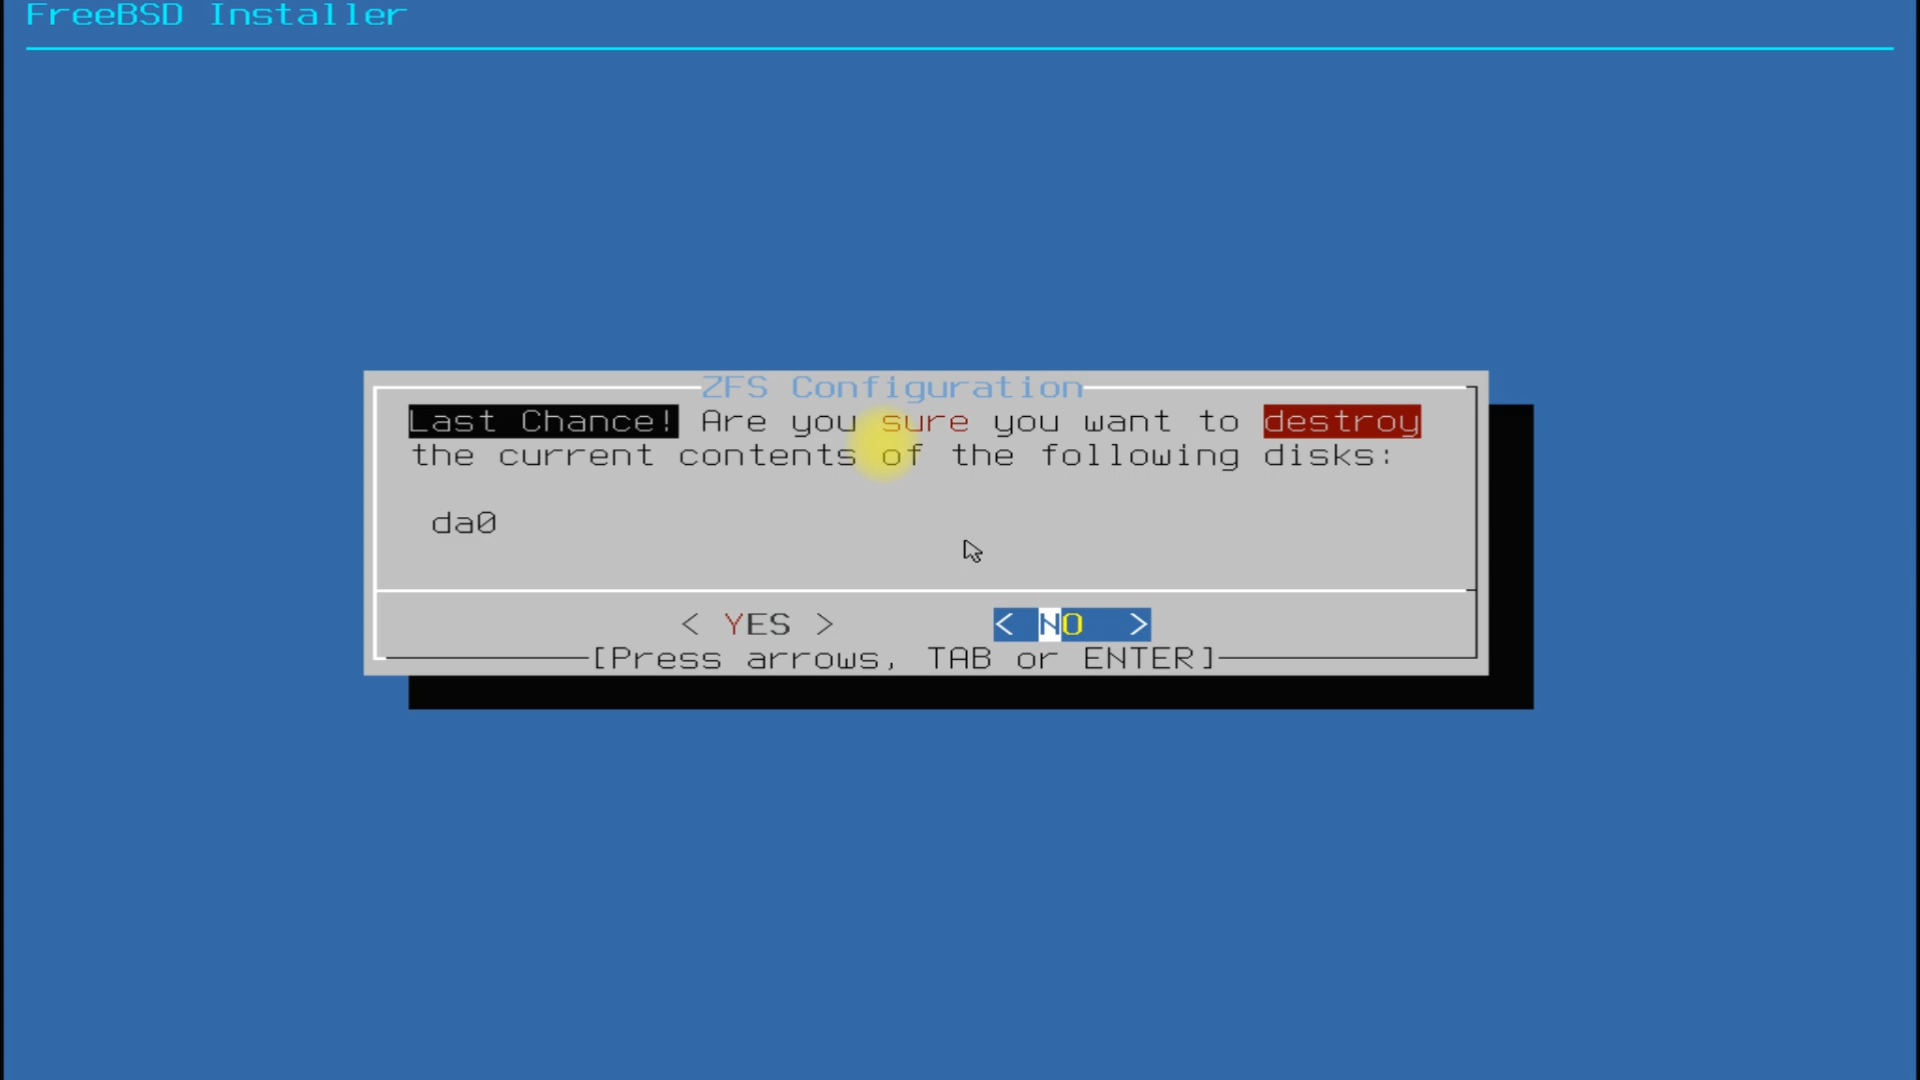 FreeBSD Installer
ZFS Configuration
Last Chance! Are you sure you want to destroy
the current contents of the following disks:
da0
< YES > < NO >
[Press arrows, TAB or ENTER]